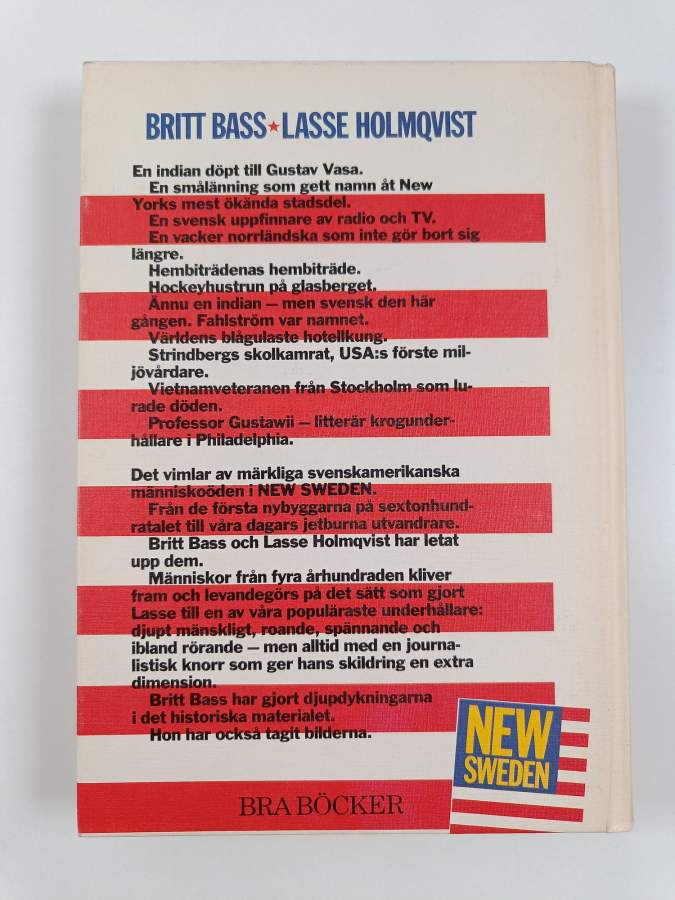 BRITT BASS★LASSE HOLMQVIST
En indian döpt till Gustav Vasa.
En smålänning som gett namn åt New
Yorks mest ökända stadsdel.
En svensk uppfinnare av radio och TV.
En vacker norrländska som inte gör bort sig
längre.
Hembiträdenas hembiträde.
Hockeyhustrun på glasberget.
Ännu en indian – men svensk den här
gången. Fahlström var namnet.
Världens blågulaste hotellkung.
Strindbergs skolkamrat, USA:s förste mil-
jövårdare.
Vietnamveteranen från Stockholm som lu-
rade döden.
Professor Gustawii – litterär krogunder-
hållare i Philadelphia.
Det vimlar av märkliga svenskamerikanska
människoöden i NEW SWEDEN.
Från de första nybyggarna på sextonhund-
ratalet till våra dagars jetburna utvandrare.
Britt Bass och Lasse Holmqvist har letat
upp dem.
Människor från fyra århundraden kliver
fram och levandegörs på det sätt som gjort
Lasse till en av våra populäraste underhållare:
djupt mänskligt, roande, spännande och
ibland rörande – men alltid med en journa-
listisk knorr som ger hans skildring en extra
dimension.
Britt Bass har gjort djupdykningarna
i det historiska materialet.
Hon har också tagit bilderna.
NEW
SWEDEN
BRA BÖCKER